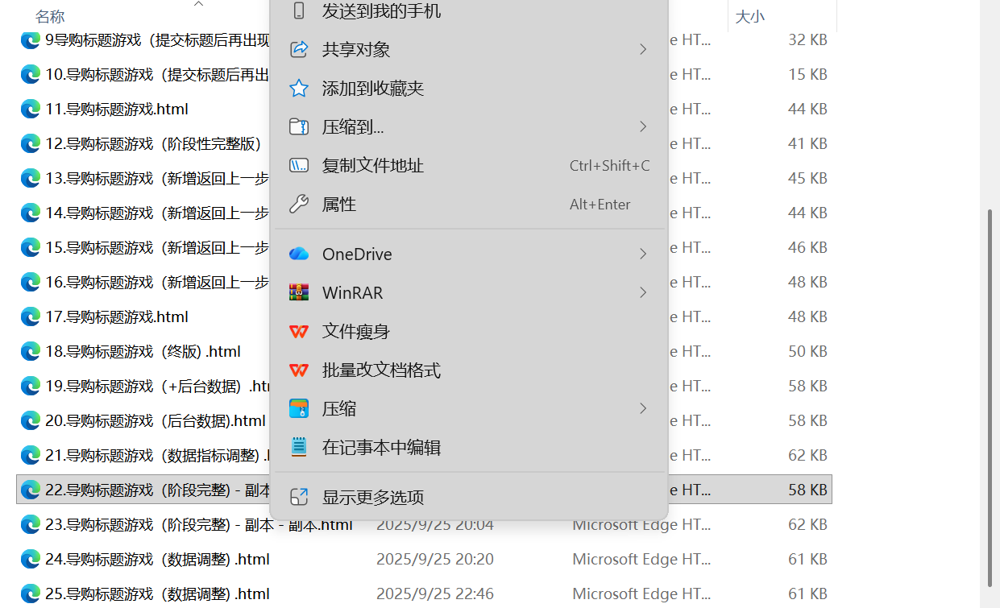 名称
大小
9导购标题游戏（提交标题后再出现
e HT...
32 KB
10.导购标题游戏（提交标题后再出
e HT...
15 KB
11.导购标题游戏.html
e HT...
44 KB
12.导购标题游戏（阶段性完整版）
e HT...
41 KB
13.导购标题游戏（新增返回上一步
e HT...
45 KB
14.导购标题游戏（新增返回上一步
e HT...
44 KB
15.导购标题游戏（新增返回上一步
e HT...
46 KB
16.导购标题游戏（新增返回上一步
e HT...
48 KB
17.导购标题游戏.html
e HT...
48 KB
18.导购标题游戏（终版) .html
e HT...
50 KB
19.导购标题游戏（+后台数据）.htm
e HT...
58 KB
20.导购标题游戏（后台数据).html
e HT...
58 KB
21.导购标题游戏（数据指标调整) .
e HT...
62 KB
22.导购标题游戏（阶段完整) - 副本
e HT...
58 KB
23.导购标题游戏（阶段完整) - 副本 - 副本.html
2025/9/25 20:04
Microsoft Edge HT...
62 KB
24.导购标题游戏（数据调整) .html
2025/9/25 20:20
Microsoft Edge HT...
61 KB
25.导购标题游戏（数据调整) .html
2025/9/25 22:46
Microsoft Edge HT...
61 KB
发送到我的手机
共享对象
添加到收藏夹
压缩到...
复制文件地址
Ctrl+Shift+C
属性
Alt+Enter
OneDrive
WinRAR
文件瘦身
批量改文档格式
压缩
在记事本中编辑
显示更多选项